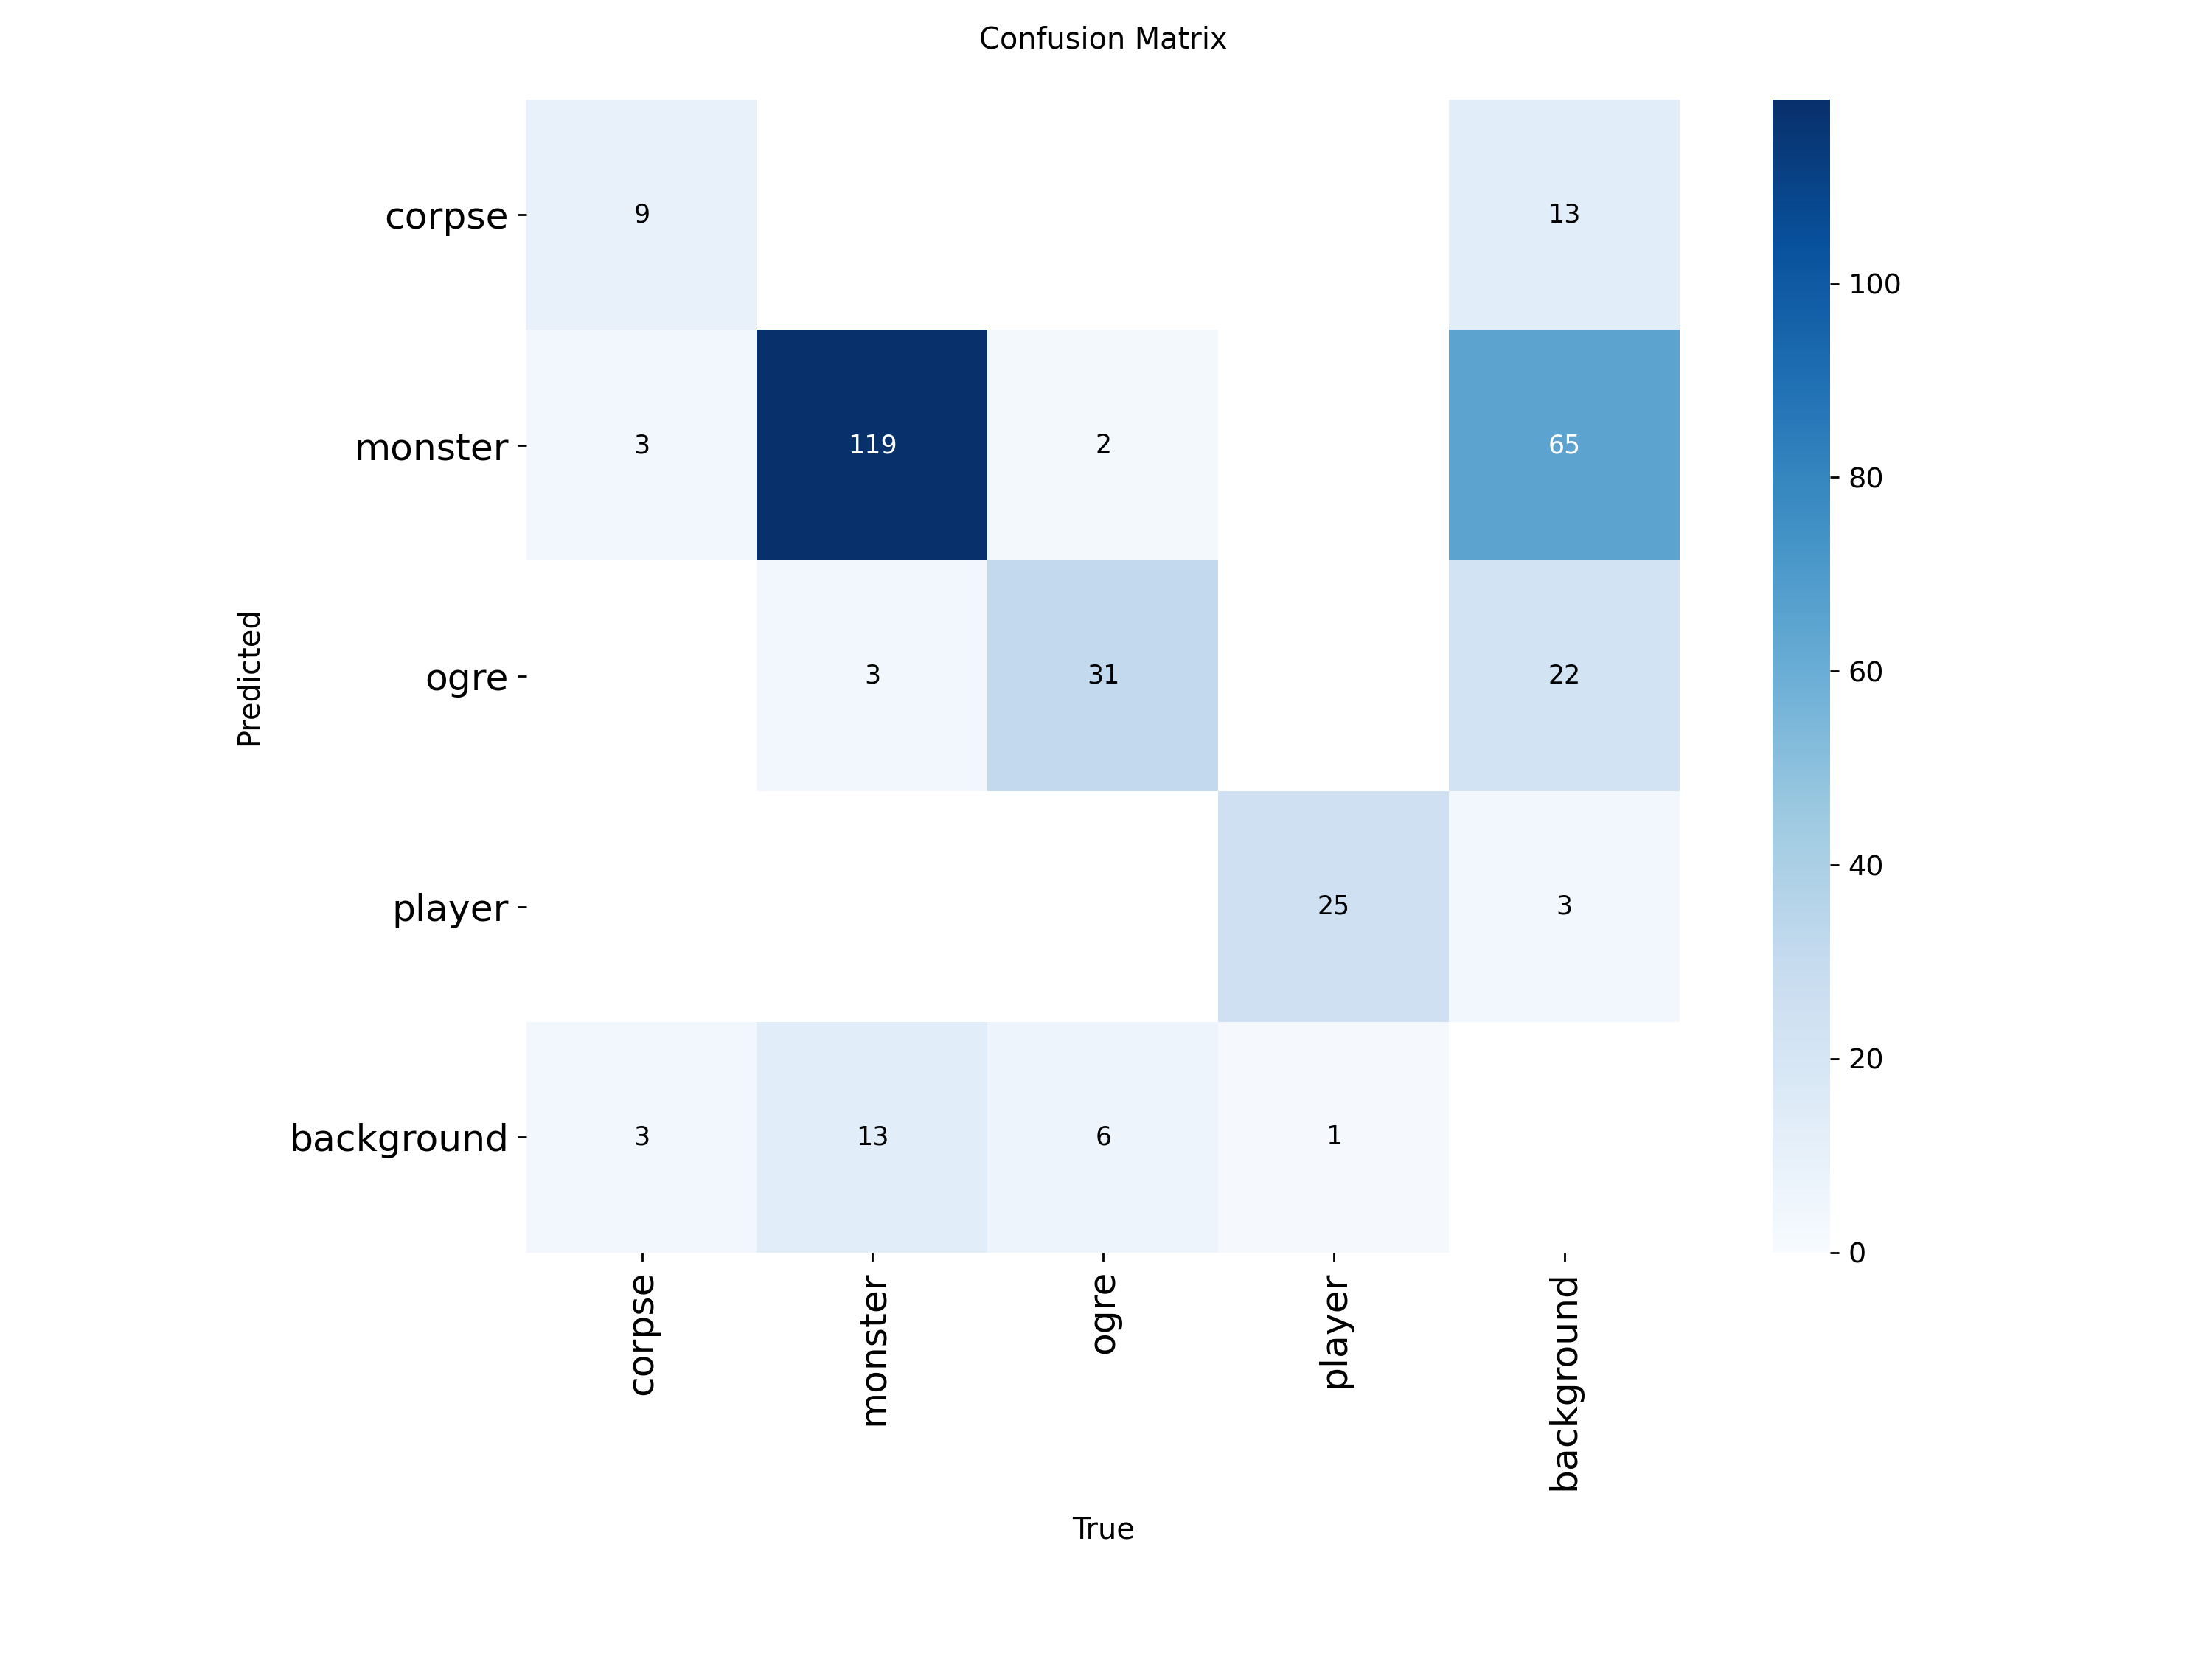 Confusion Matrix
corpse
9
13
100
monster
3
119
2
65
80
Predicted
ogre
3
31
22
60
player
25
3
40
20
background
3
13
6
1
0
corpse
monster
ogre
player
background
True